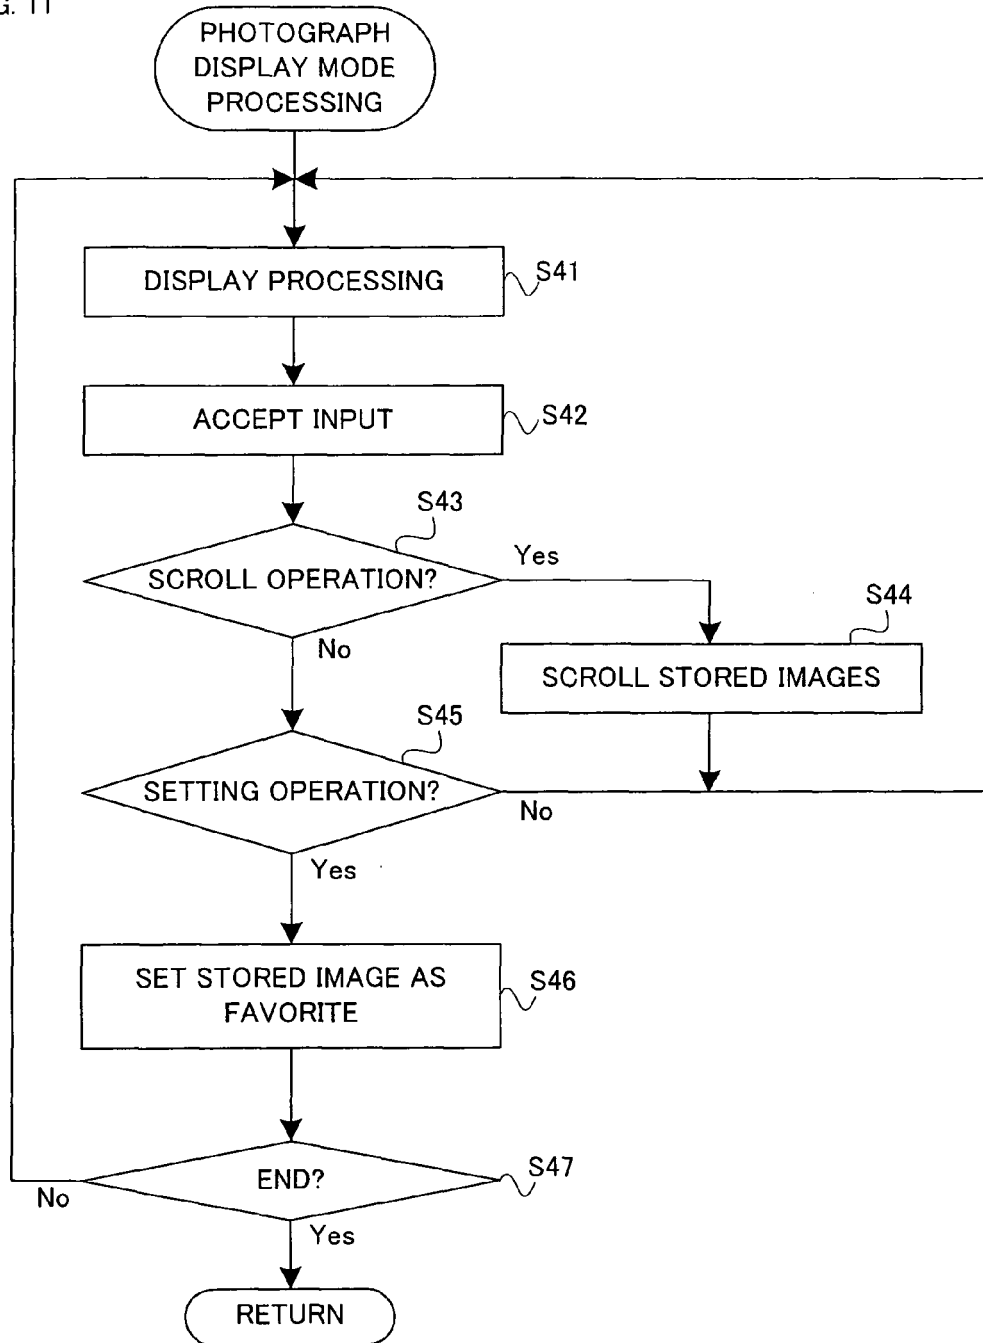 G. 11
PHOTOGRAPH
DISPLAY MODE
PROCESSING
DISPLAY PROCESSING
S41
ACCEPT INPUT
S42
S43
SCROLL OPERATION?
Yes
No
S44
SCROLL STORED IMAGES
S45
SETTING OPERATION?
No
Yes
SET STORED IMAGE AS
FAVORITE
S46
END?
S47
No
Yes
RETURN